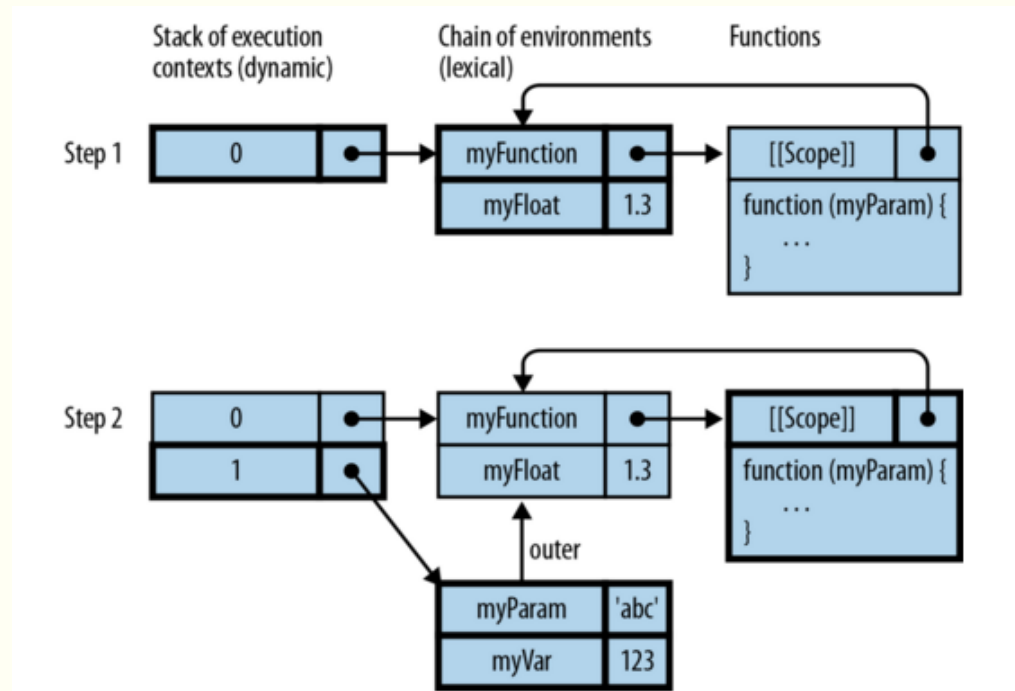 Stack of execution
contexts (dynamic)
Chain of environments
(lexical)
Functions
Step 1
0
myFunction
myFloat
1.3
[[Scope]]
function (myParam) {
...
}
Step 2
0
1
myFunction
myFloat
1.3
[[Scope]]
function (myParam) {
...
}
outer
myParam
'abc'
myVar
123